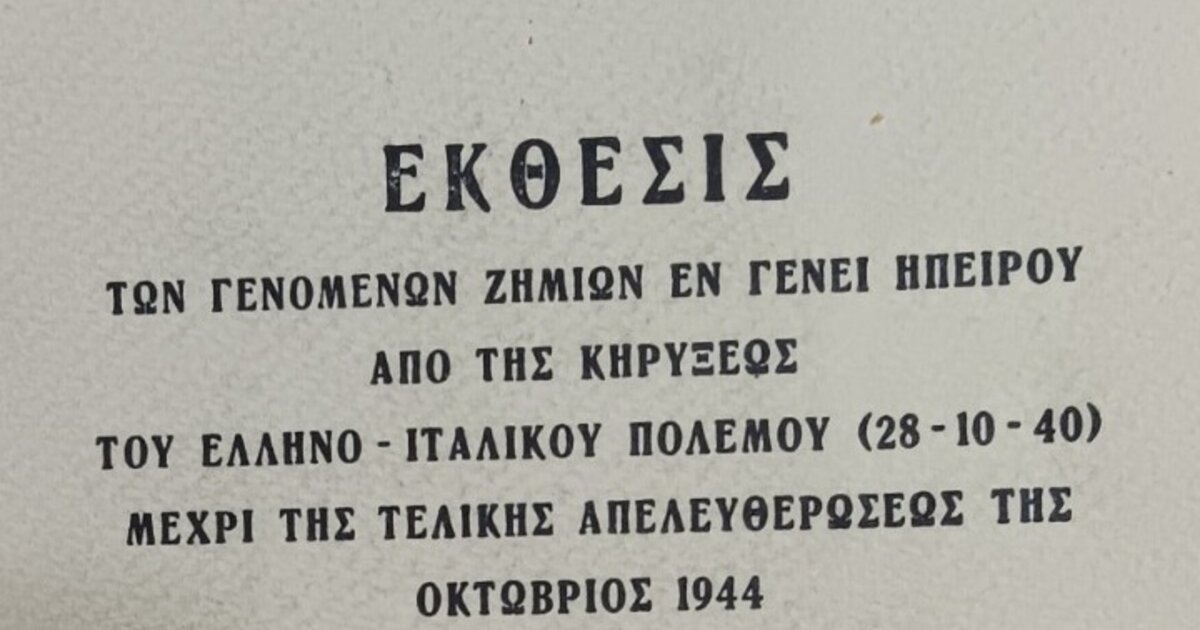 ΕΚΘΕΣΙΣ
ΤΩΝ ΓΕΝΟΜΕΝΩΝ ΖΗΜΙΩΝ ΕΝ ΓΕΝΕΙ ΗΠΕΙΡΟΥ
ΑΠΟ ΤΗΣ ΚΗΡΥΞΕΩΣ
ΤΟΥ ΕΛΛΗΝΟ - ΙΤΑΛΙΚΟΥ ΠΟΛΕΜΟΥ (28 - 10 - 40)
ΜΕΧΡΙ ΤΗΣ ΤΕΛΙΚΗΣ ΑΠΕΛΕΥΘΕΡΩΣΕΩΣ ΤΗΣ
ΟΚΤΩΒΡΙΟΣ 1944